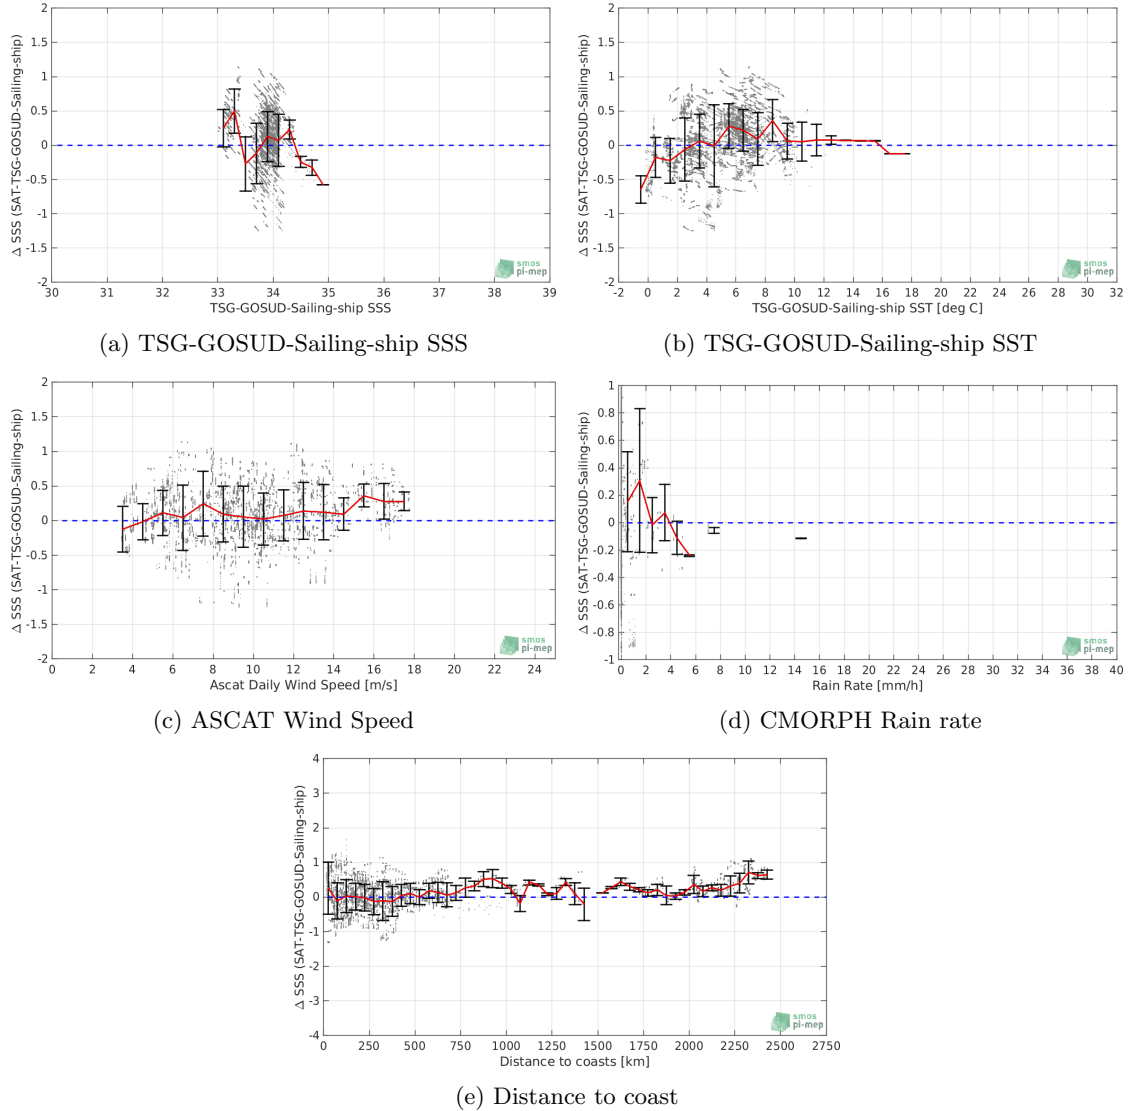 Δ SSS (SAT-TSG-GOSUD-Sailing-ship)
2
1.5
1
0.5
0
-0.5
-1
-1.5
-2
30 31 32 33 34 35 36 37 38 39
TSG-GOSUD-Sailing-ship SSS
smos
pi-mep
(a) TSG-GOSUD-Sailing-ship SSS
Δ SSS (SAT-TSG-GOSUD-Sailing-ship)
2
1.5
1
0.5
0
-0.5
-1
-1.5
-2
-2 0 2 4 6 8 10 12 14 16 18 20 22 24 26 28 30 32
TSG-GOSUD-Sailing-ship SST [deg C]
smos
pi-mep
(b) TSG-GOSUD-Sailing-ship SST
Δ SSS (SAT-TSG-GOSUD-Sailing-ship)
2
1.5
1
0.5
0
-0.5
-1
-1.5
-2
0 2 4 6 8 10 12 14 16 18 20 22 24
Ascat Daily Wind Speed [m/s]
smos
pi-mep
(c) ASCAT Wind Speed
Δ SSS (SAT-TSG-GOSUD-Sailing-ship)
1
0.8
0.6
0.4
0.2
0
-0.2
-0.4
-0.6
-0.8
-1
0 2 4 6 8 10 12 14 16 18 20 22 24 26 28 30 32 34 36 38 40
Rain Rate [mm/h]
smos
pi-mep
(d) CMORPH Rain rate
Δ SSS (SAT-TSG-GOSUD-Sailing-ship)
4
3
2
1
0
-1
-2
-3
-4
0 250 500 750 1000 1250 1500 1750 2000 2250 2500 2750
Distance to coasts [km]
smos
pi-mep
(e) Distance to coast